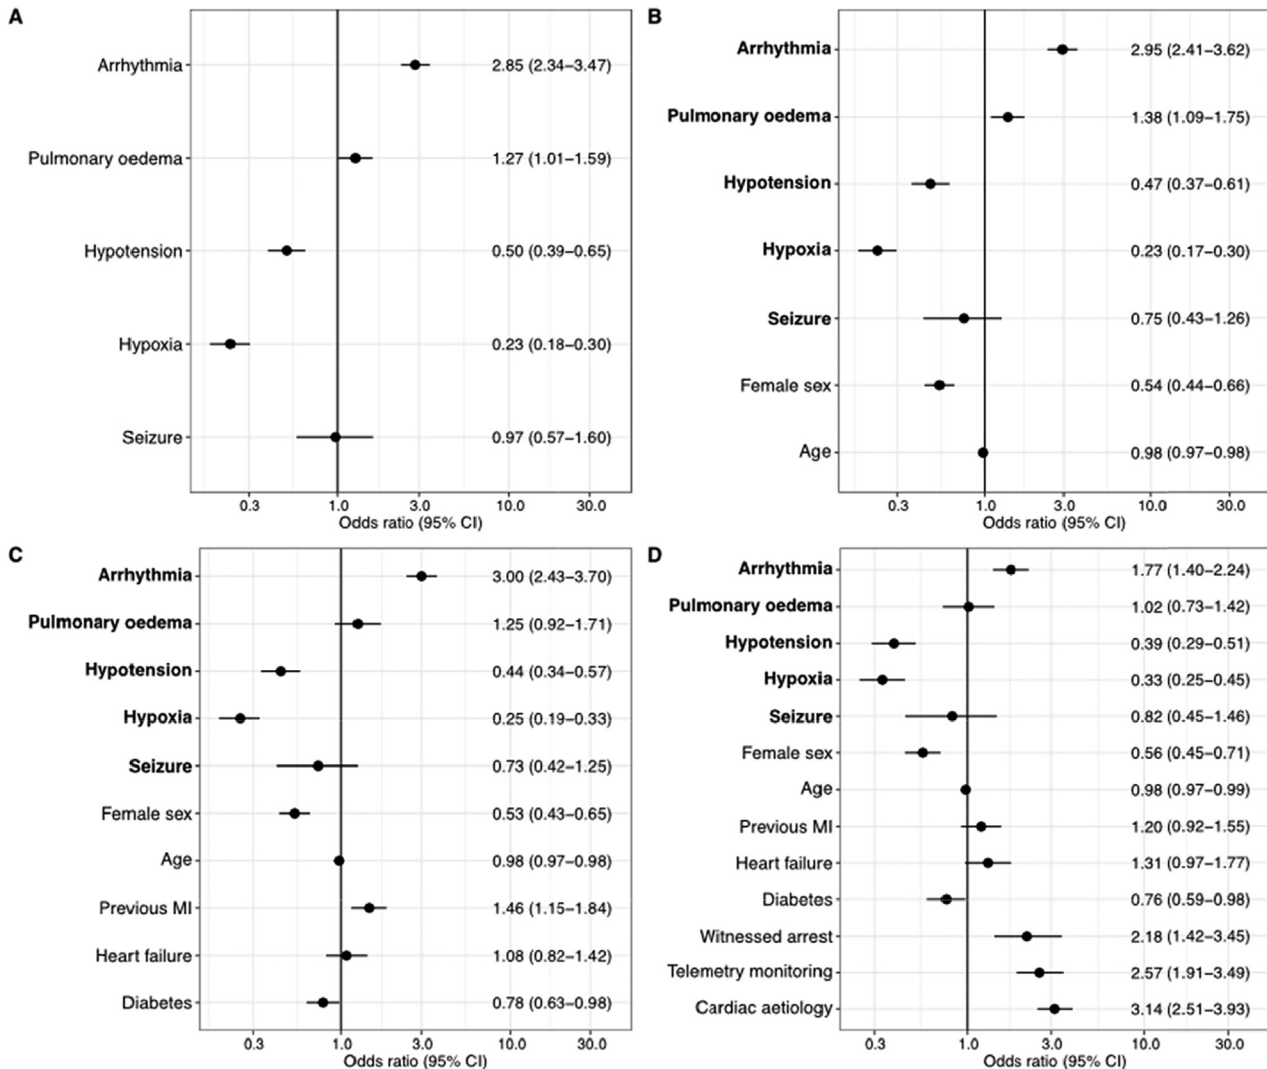 A
Arrhythmia 2.85 (2.34–3.47)
Pulmonary oedema 1.27 (1.01–1.59)
Hypotension 0.50 (0.39–0.65)
Hypoxia 0.23 (0.18–0.30)
Seizure 0.97 (0.57–1.60)
0.3 1.0 3.0 10.0 30.0
Odds ratio (95% CI)
B
Arrhythmia 2.95 (2.41–3.62)
Pulmonary oedema 1.38 (1.09–1.75)
Hypotension 0.47 (0.37–0.61)
Hypoxia 0.23 (0.17–0.30)
Seizure 0.75 (0.43–1.26)
Female sex 0.54 (0.44–0.66)
Age 0.98 (0.97–0.98)
0.3 1.0 3.0 10.0 30.0
Odds ratio (95% CI)
C
Arrhythmia 3.00 (2.43–3.70)
Pulmonary oedema 1.25 (0.92–1.71)
Hypotension 0.44 (0.34–0.57)
Hypoxia 0.25 (0.19–0.33)
Seizure 0.73 (0.42–1.25)
Female sex 0.53 (0.43–0.65)
Age 0.98 (0.97–0.98)
Previous MI 1.46 (1.15–1.84)
Heart failure 1.08 (0.82–1.42)
Diabetes 0.78 (0.63–0.98)
0.3 1.0 3.0 10.0 30.0
Odds ratio (95% CI)
D
Arrhythmia 1.77 (1.40–2.24)
Pulmonary oedema 1.02 (0.73–1.42)
Hypotension 0.39 (0.29–0.51)
Hypoxia 0.33 (0.25–0.45)
Seizure 0.82 (0.45–1.46)
Female sex 0.56 (0.45–0.71)
Age 0.98 (0.97–0.99)
Previous MI 1.20 (0.92–1.55)
Heart failure 1.31 (0.97–1.77)
Diabetes 0.76 (0.59–0.98)
Witnessed arrest 2.18 (1.42–3.45)
Telemetry monitoring 2.57 (1.91–3.49)
Cardiac aetiology 3.14 (2.51–3.93)
0.3 1.0 3.0 10.0 30.0
Odds ratio (95% CI)